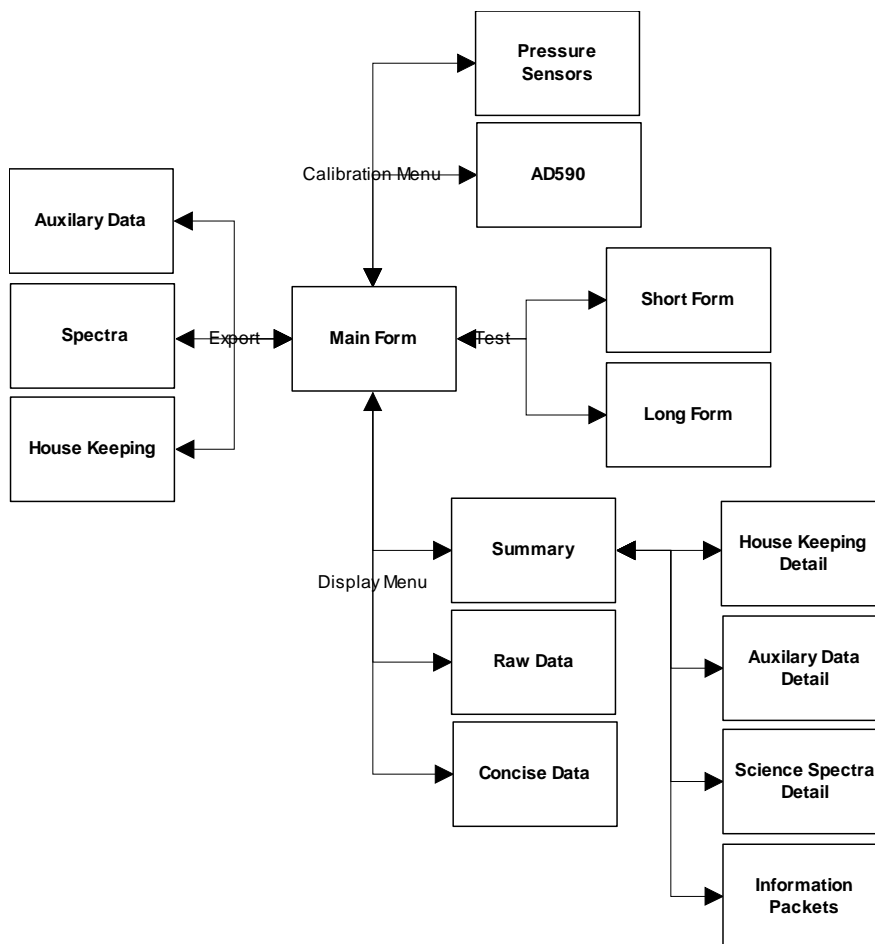 Pressure
Sensors
Calibration Menu
AD590
Auxilary Data
Spectra
House Keeping
Export
Main Form
Test
Short Form
Long Form
Display Menu
Summary
Raw Data
Concise Data
House Keeping
Detail
Auxilary Data
Detail
Science Spectra
Detail
Information
Packets